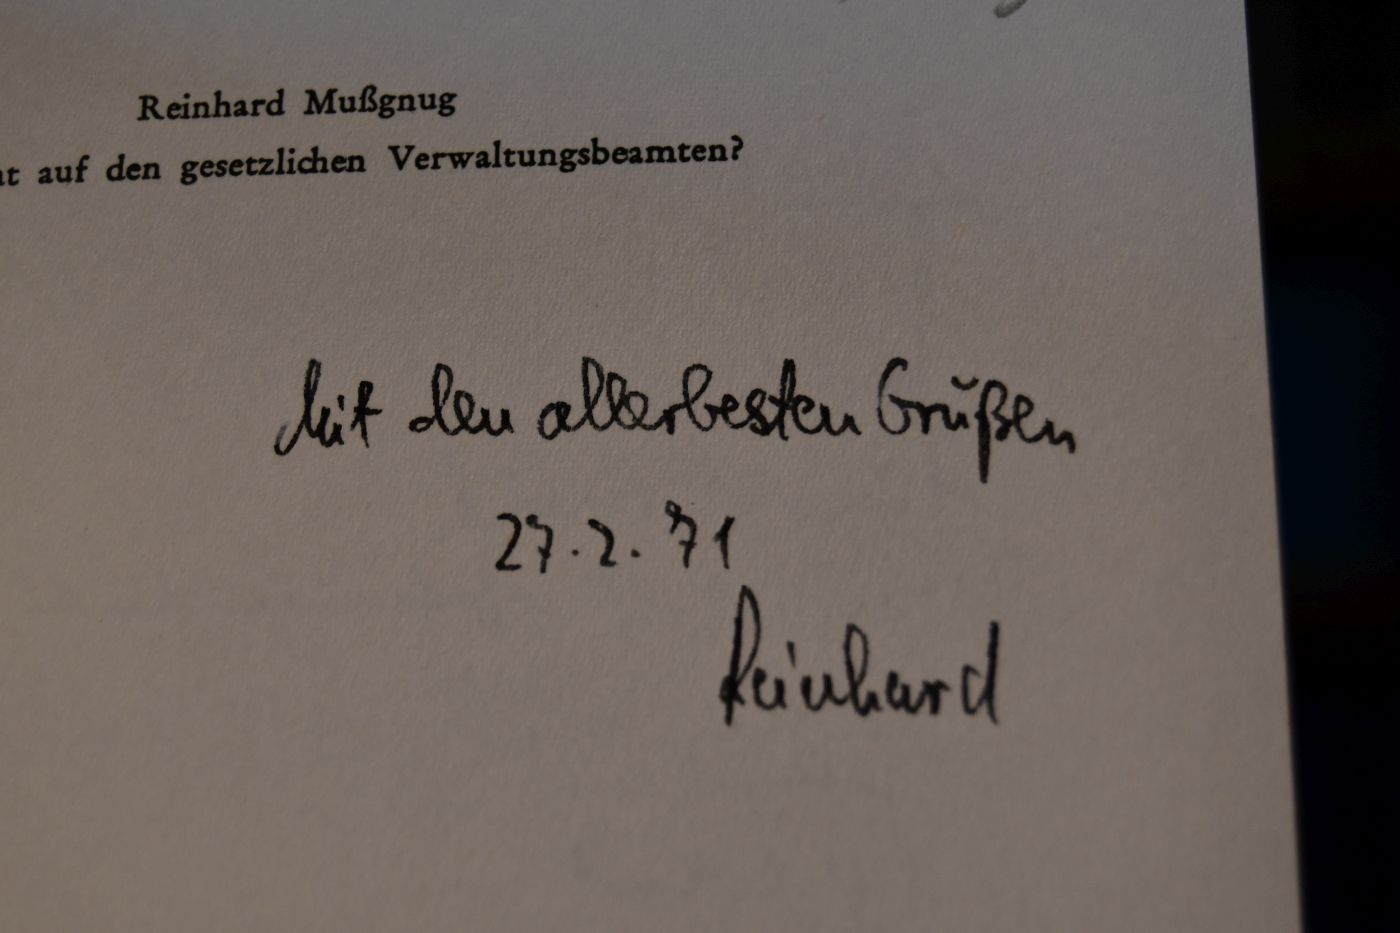 Reinhard Mußgnug
auf den gesetzlichen Verwaltungsbeamten?
Mit den allerbesten Grüßen
27.2.71
Reinhard